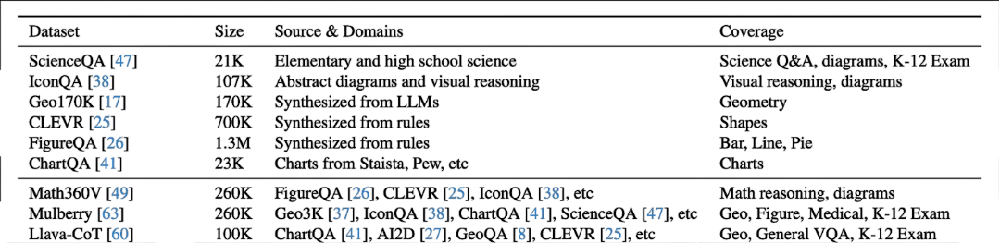 Dataset Size Source & Domains Coverage
ScienceQA [47] 21K Elementary and high school science Science Q&A, diagrams, K-12 Exam
IconQA [38] 107K Abstract diagrams and visual reasoning Visual reasoning, diagrams
Geo170K [17] 170K Synthesized from LLMs Geometry
CLEVR [25] 700K Synthesized from rules Shapes
FigureQA [26] 1.3M Synthesized from rules Bar, Line, Pie
ChartQA [41] 23K Charts from Staista, Pew, etc Charts
Math360V [49] 260K FigureQA [26], CLEVR [25], IconQA [38], etc Math reasoning, diagrams
Mulberry [63] 260K Geo3K [37], IconQA [38], ChartQA [41], ScienceQA [47], etc Geo, Figure, Medical, K-12 Exam
Llava-CoT [60] 100K ChartQA [41], AI2D [27], GeoQA [8], CLEVR [25], etc Geo, General VQA, K-12 Exam